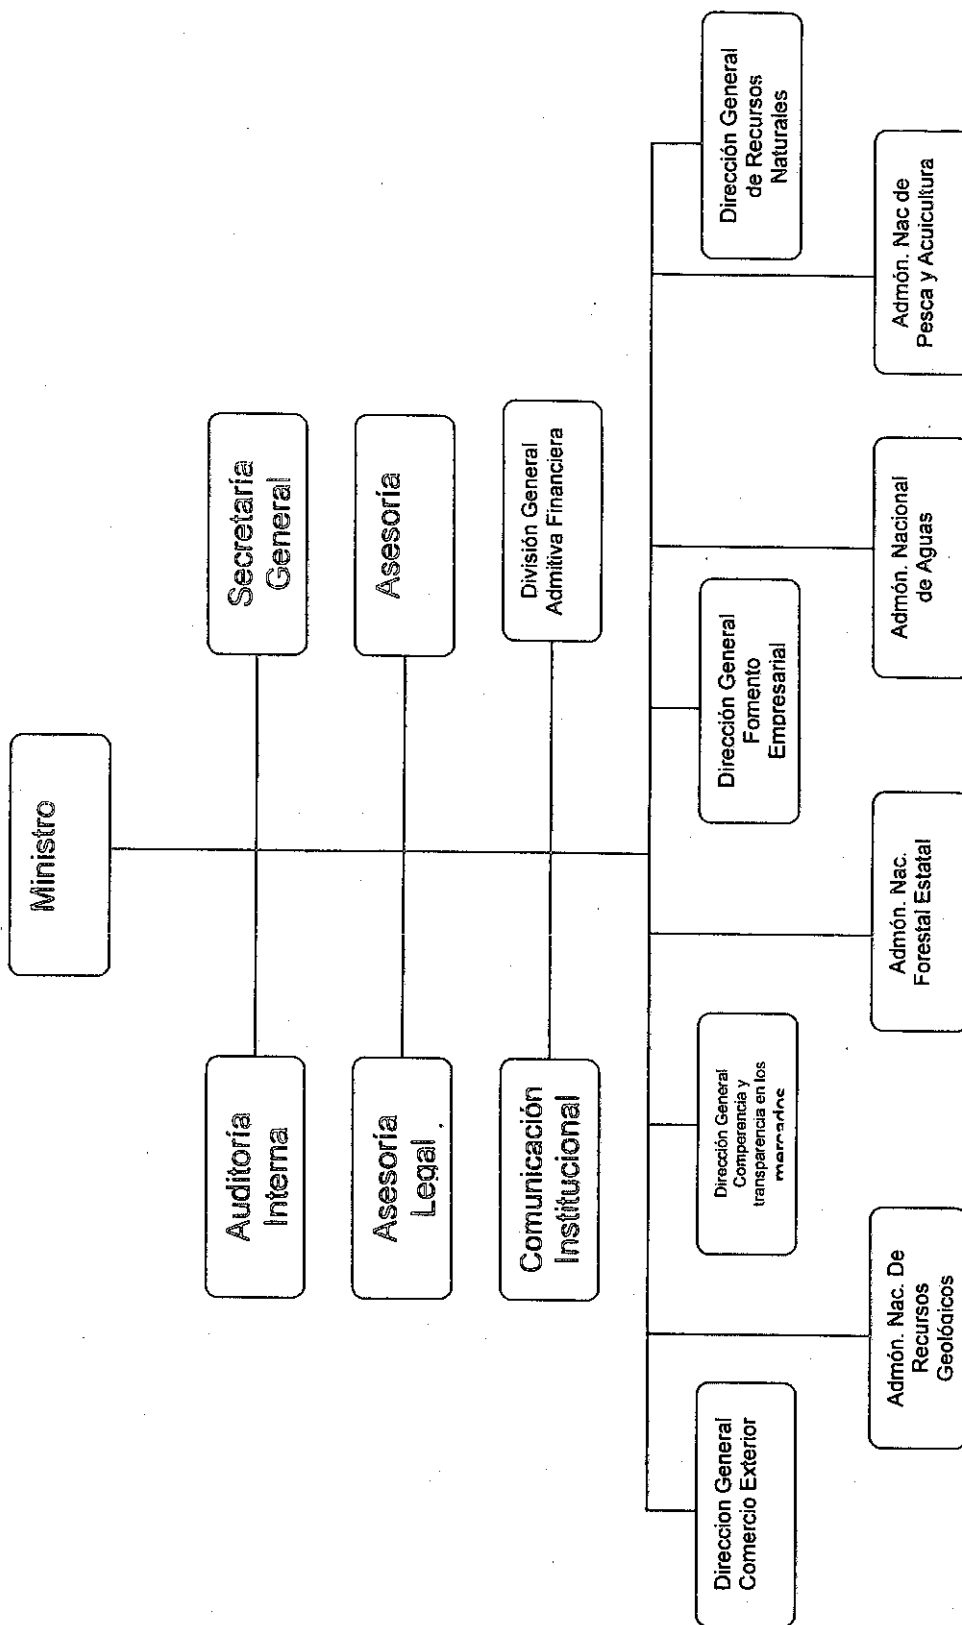 Ministro
Auditoría
Interna
Secretaría
General
Asesoría
Legal
Asesoría
Comunicación
Institucional
División General
Admitiva Financiera
Direccion General
Comercio Exterior
Dirección General
Comperencia y
transparencia en los
mercados
Dirección General
Fomento
Empresarial
Dirección General
de Recursos
Naturales
Admón. Nac. De
Recursos
Geológicos
Admón. Nac.
Forestal Estatal
Admón. Nacional
de Aguas
Admón. Nac de
Pesca y Acuicultura